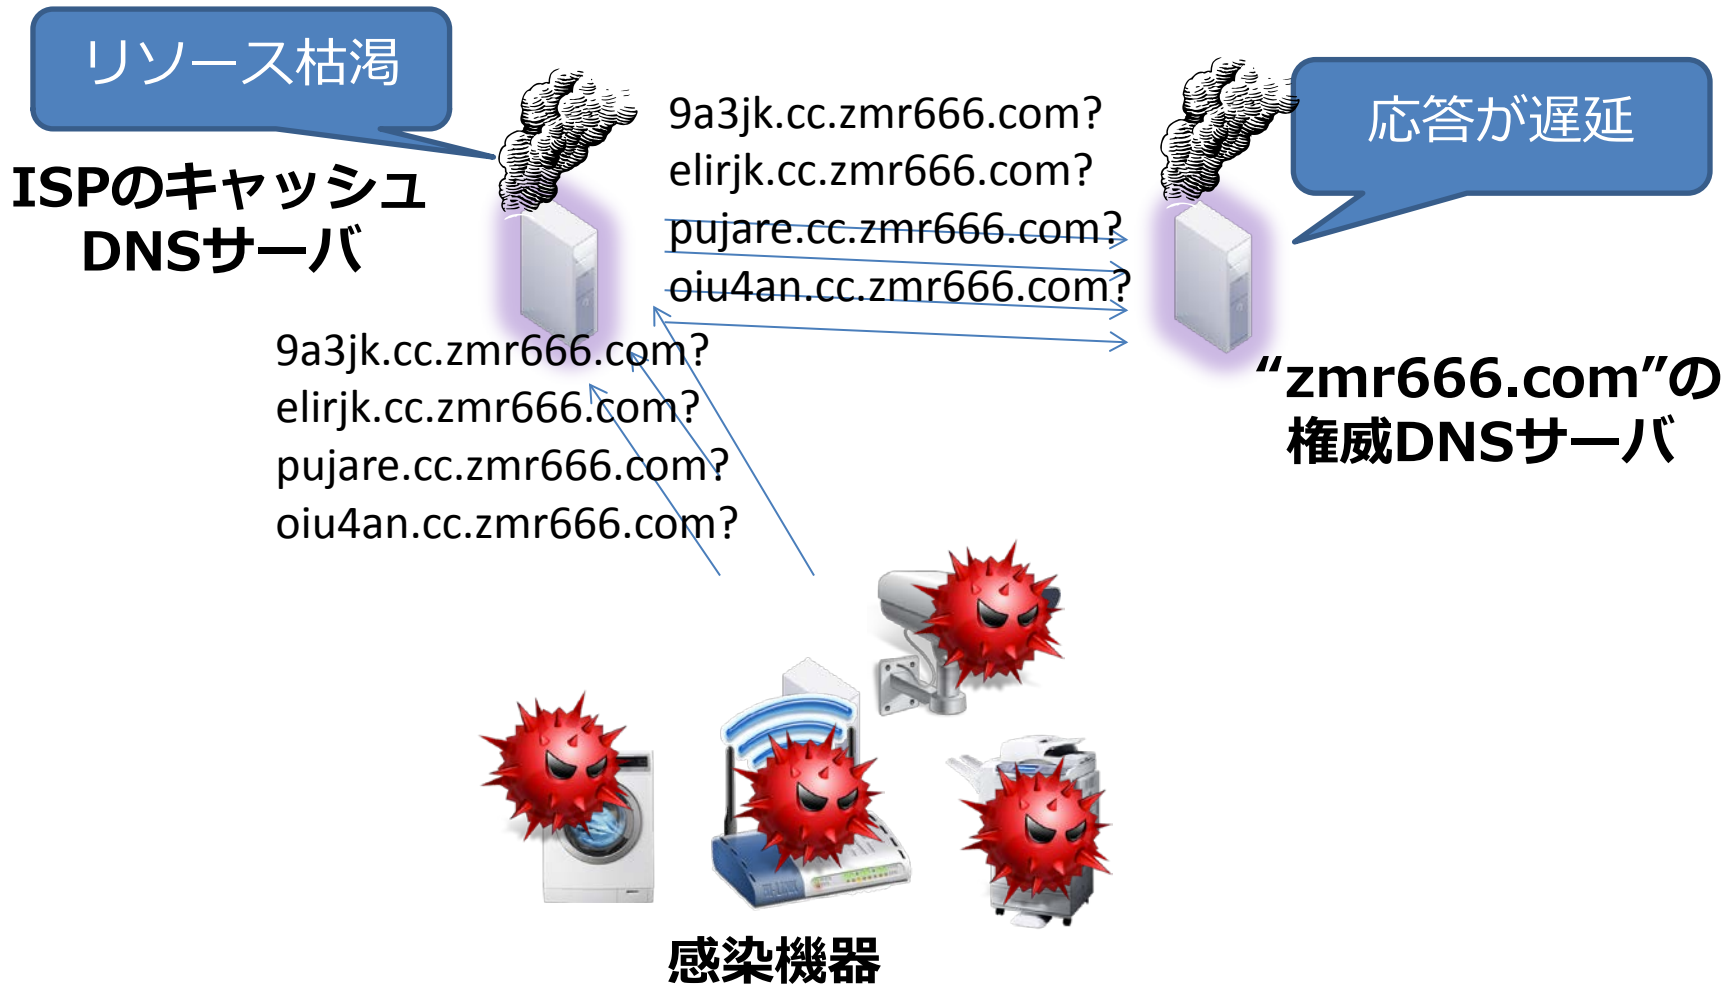 リソース枯渇
ISPのキャッシュ
DNSサーバ
9a3jk.cc.zmr666.com?
elirjk.cc.zmr666.com?
pujare.cc.zmr666.com?
oiu4an.cc.zmr666.com?
応答が遅延
“zmr666.com”の
権威DNSサーバ
9a3jk.cc.zmr666.com?
elirjk.cc.zmr666.com?
pujare.cc.zmr666.com?
oiu4an.cc.zmr666.com?
感染機器